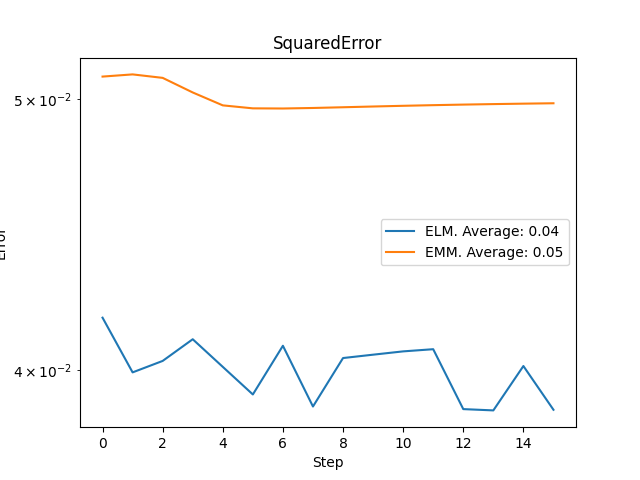 SquaredError
5 × 10⁻²
4 × 10⁻²
Error
ELM. Average: 0.04
EMM. Average: 0.05
0 2 4 6 8 10 12 14
Step